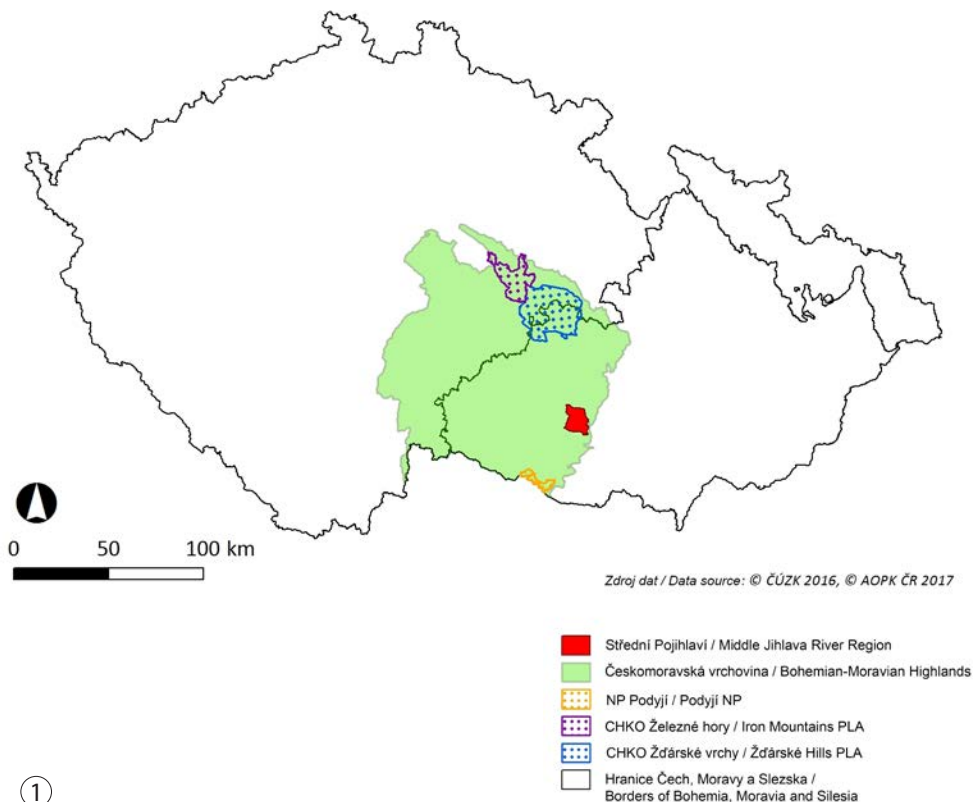 0 50 100 km
Zdroj dat / Data source: © ČÚZK 2016, © AOPK ČR 2017
Střední Pojihlaví / Middle Jihlava River Region
Českomoravská vrchovina / Bohemian-Moravian Highlands
NP Podyjí / Podyjí NP
CHKO Železné hory / Iron Mountains PLA
CHKO Žďárské vrchy / Žďárské Hills PLA
Hranice Čech, Moravy a Slezska /
Borders of Bohemia, Moravia and Silesia
①